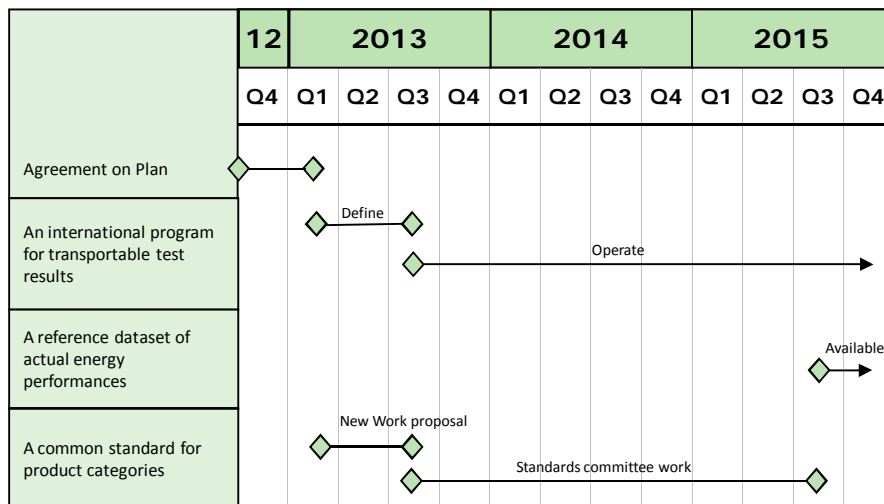 12 2013 2014 2015
Q4 Q1 Q2 Q3 Q4 Q1 Q2 Q3 Q4 Q1 Q2 Q3 Q4
Agreement on Plan
An international program
for transportable test
results
Define
Operate
A reference dataset of
actual energy
performances
Available
A common standard for
product categories
New Work proposal
Standards committee work